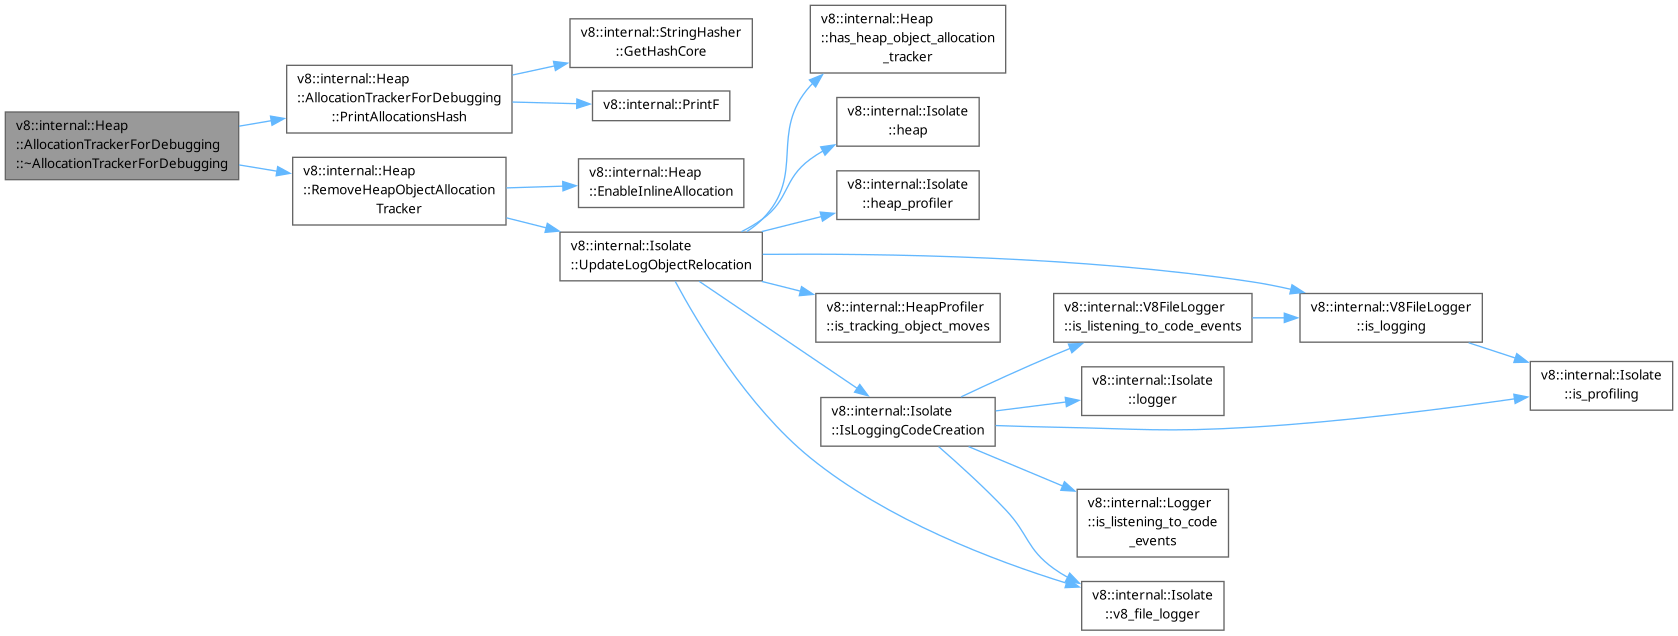 v8::internal::Heap
::AllocationTrackerForDebugging
::~AllocationTrackerForDebugging
v8::internal::Heap
::AllocationTrackerForDebugging
::PrintAllocationsHash
v8::internal::StringHasher
::GetHashCore
v8::internal::PrintF
v8::internal::Heap
::RemoveHeapObjectAllocation
Tracker
v8::internal::Heap
::EnableInlineAllocation
v8::internal::Isolate
::UpdateLogObjectRelocation
v8::internal::Heap
::has_heap_object_allocation
_tracker
v8::internal::Isolate
::heap
v8::internal::Isolate
::heap_profiler
v8::internal::HeapProfiler
::is_tracking_object_moves
v8::internal::Isolate
::IsLoggingCodeCreation
v8::internal::V8FileLogger
::is_listening_to_code_events
v8::internal::Isolate
::logger
v8::internal::Logger
::is_listening_to_code
_events
v8::internal::Isolate
::v8_file_logger
v8::internal::V8FileLogger
::is_logging
v8::internal::Isolate
::is_profiling